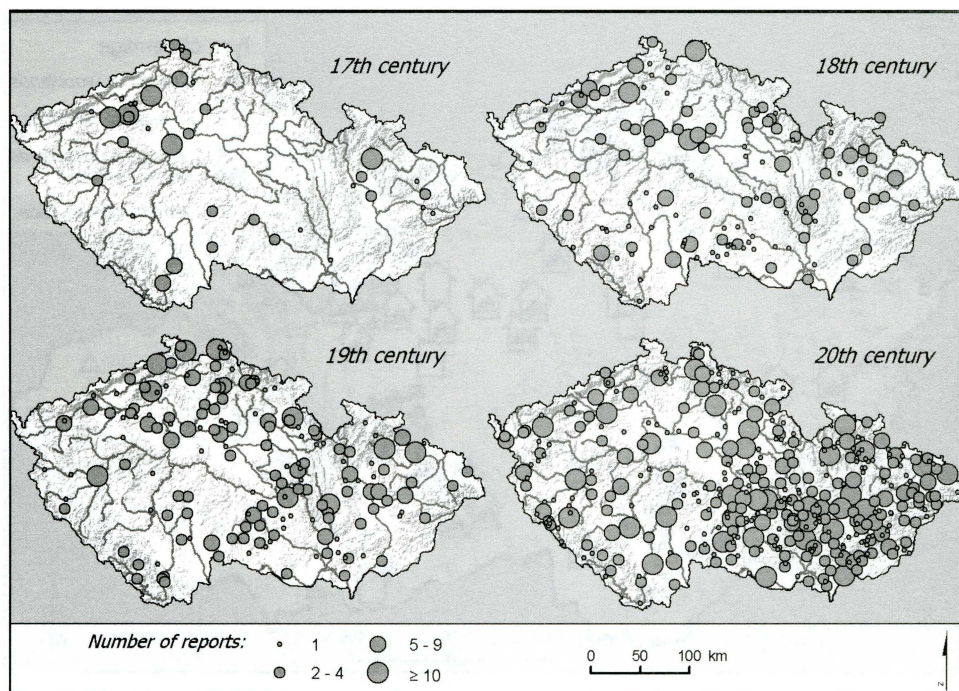 17th century
18th century
19th century
20th century
Number of reports:
1
5 - 9
2 - 4
≥ 10
0 50 100 km
z